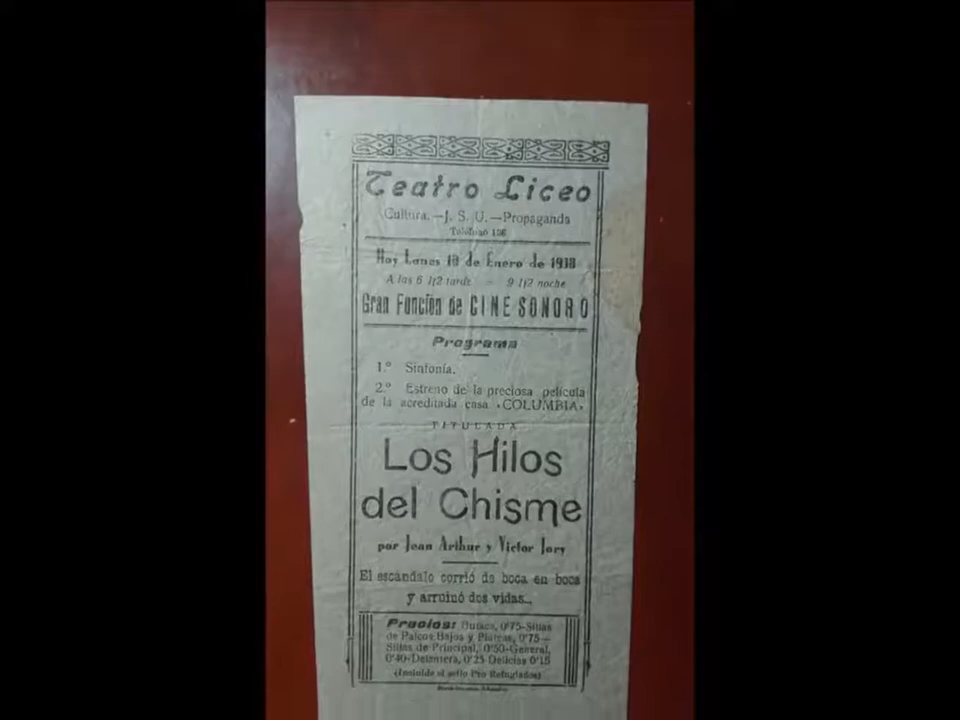 Teatro Liceo
Cultura.—J. S. U.—Propaganda
Teléfono 136
Hoy Lunes 10 de Enero de 1938
A las 6 1/2 tarde - 9 1/2 noche
Gran Función de CINE SONORO
Programa
1.º Sinfonía.
2.º Estreno de la preciosa película
de la acreditada casa «COLUMBIA»
TITULADA
Los Hilos
del Chisme
por Jean Arthur y Victor Jory
El escándalo corrió de boca en boca
y arruinó dos vidas...
Precios: Butaca, 0'75-Sillas
de Palcos Bajos y Plateas, 0'75—
Sillas de Principal, 0'50-General,
0'40-Delantera, 0'25 Delicias 0'15
(Incluido el sello Pro Refugiados)